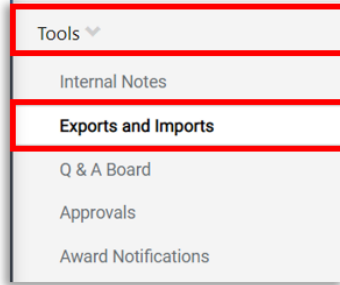 Tools
Internal Notes
Exports and Imports
Q & A Board
Approvals
Award Notifications